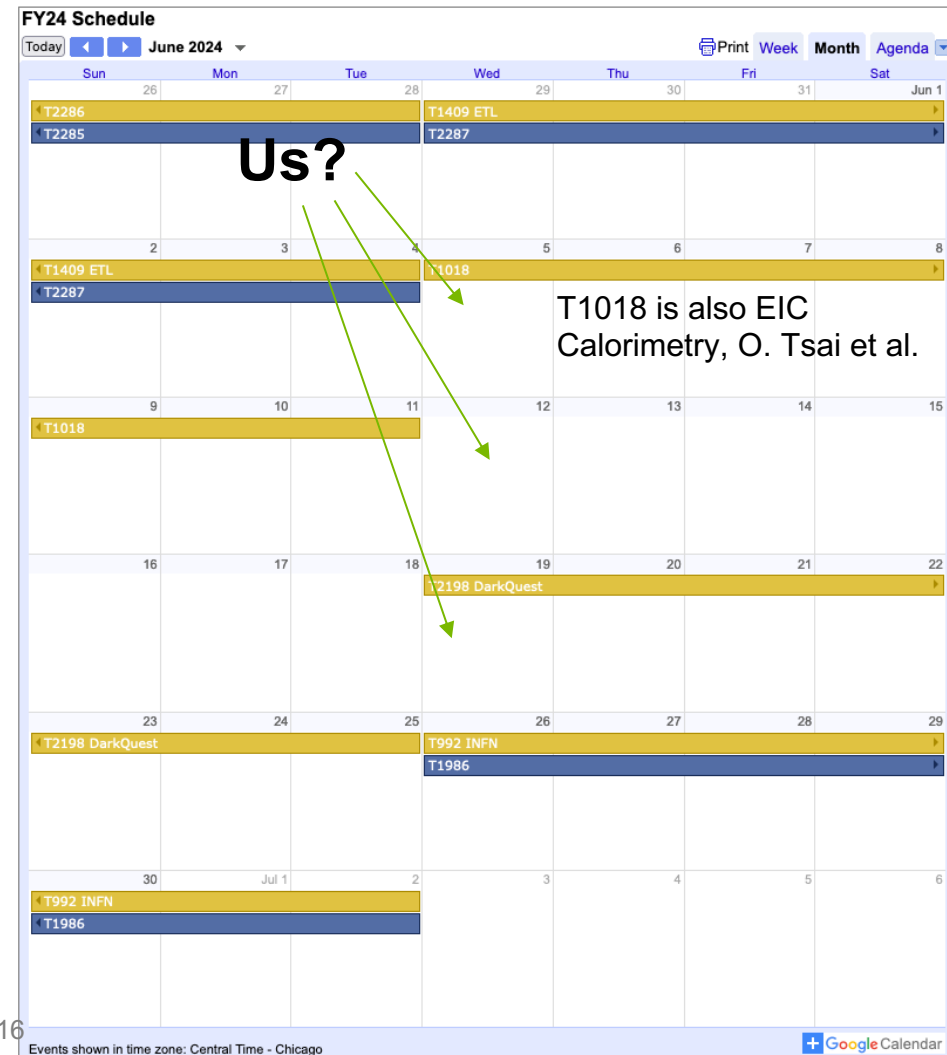 FY24 Schedule
Today June 2024 Print Week Month Agenda
Sun Mon Tue Wed Thu Fri Sat
26 27 28 29 30 31 Jun 1
T2286 T1409 ETL
T2285 T2287
Us?
2 3 4 5 6 7 8
T1409 ETL T1018
T2287
T1018 is also EIC
Calorimetry, O. Tsai et al.
9 10 11 12 13 14 15
T1018
16 17 18 19 20 21 22
T2198 DarkQuest
23 24 25 26 27 28 29
T2198 DarkQuest T992 INFN
T1986
30 Jul 1 2 3 4 5 6
T992 INFN
T1986
16
Events shown in time zone: Central Time - Chicago
+ Google Calendar